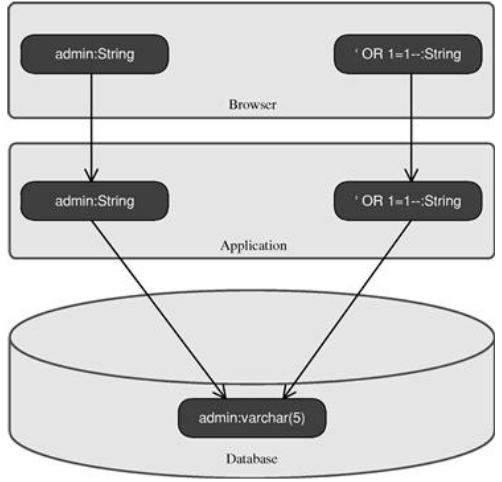 admin:String
' OR 1=1--:String
Browser
admin:String
' OR 1=1--:String
Application
admin:varchar(5)
Database